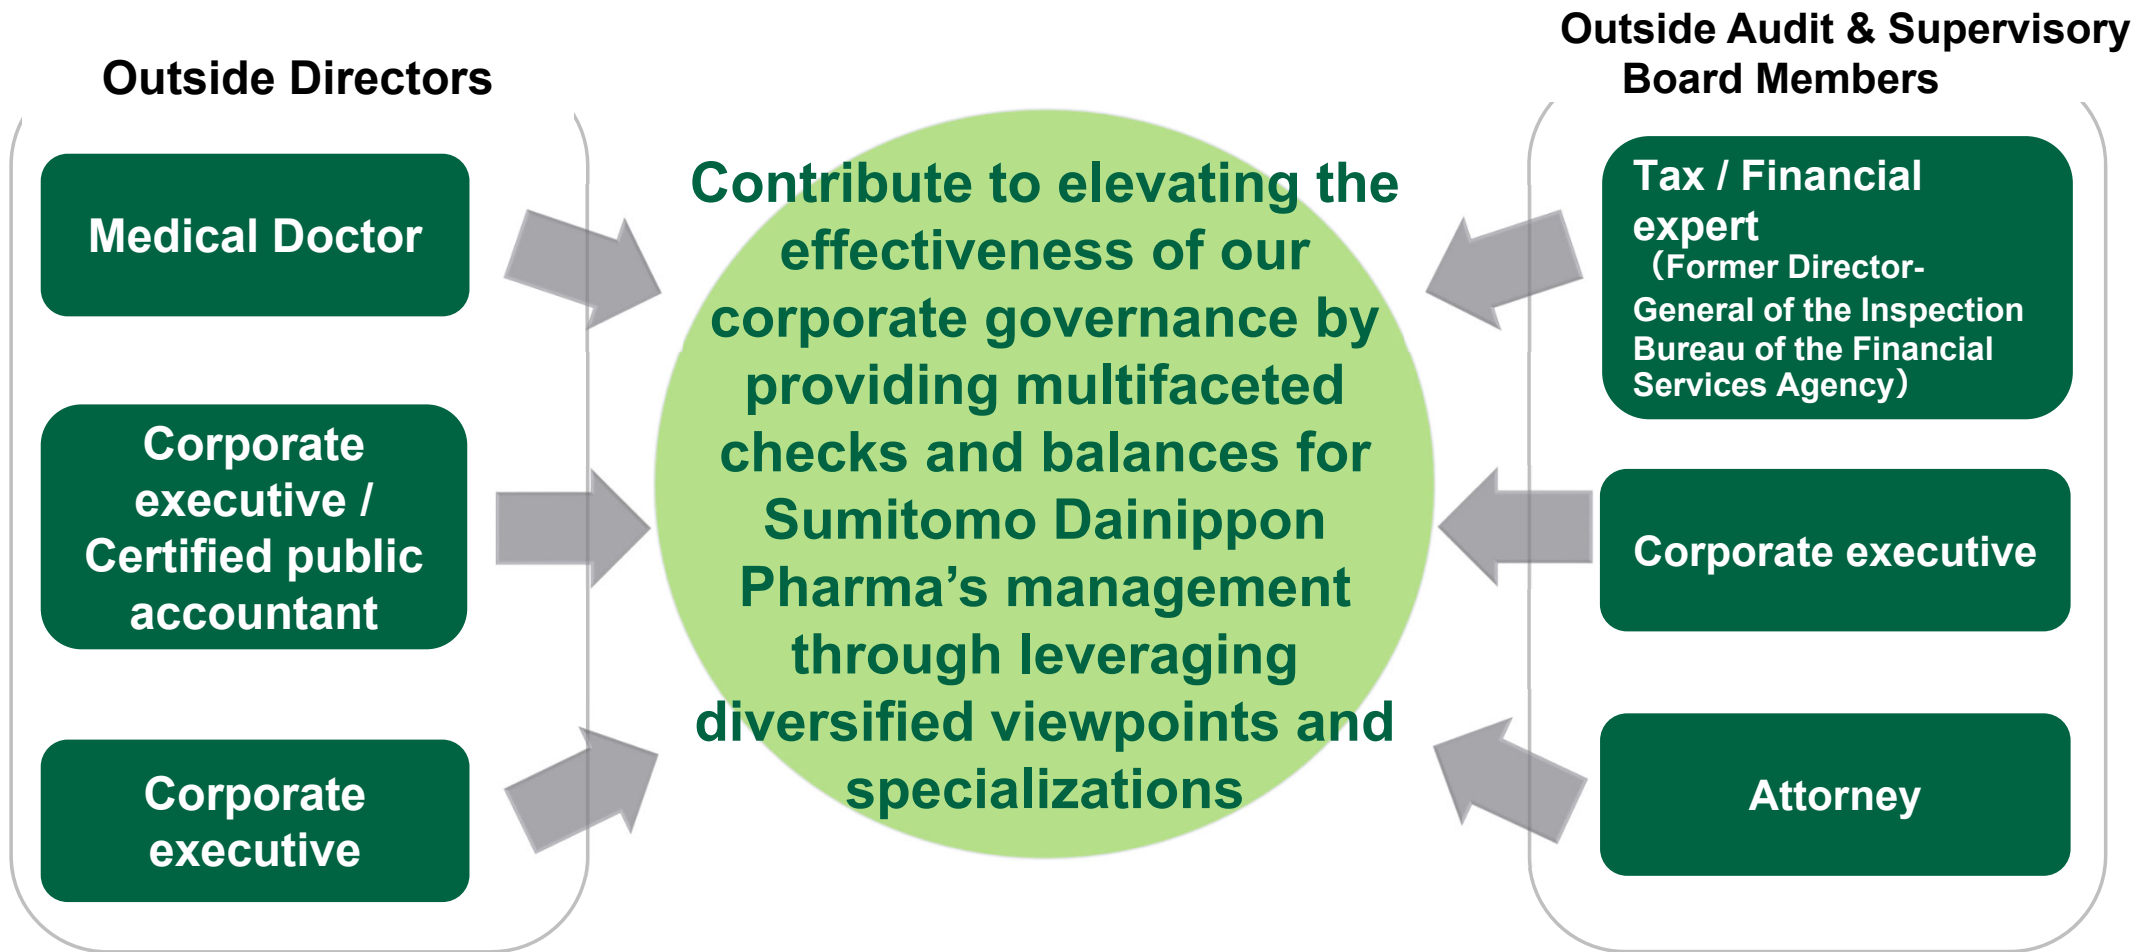 Outside Directors
Medical Doctor
Corporate
executive /
Certified public
accountant
Corporate
executive
Contribute to elevating the
effectiveness of our
corporate governance by
providing multifaceted
checks and balances for
Sumitomo Dainippon
Pharma’s management
through leveraging
diversified viewpoints and
specializations
Outside Audit & Supervisory
Board Members
Tax / Financial
expert
（Former Director-
General of the Inspection
Bureau of the Financial
Services Agency）
Corporate executive
Attorney